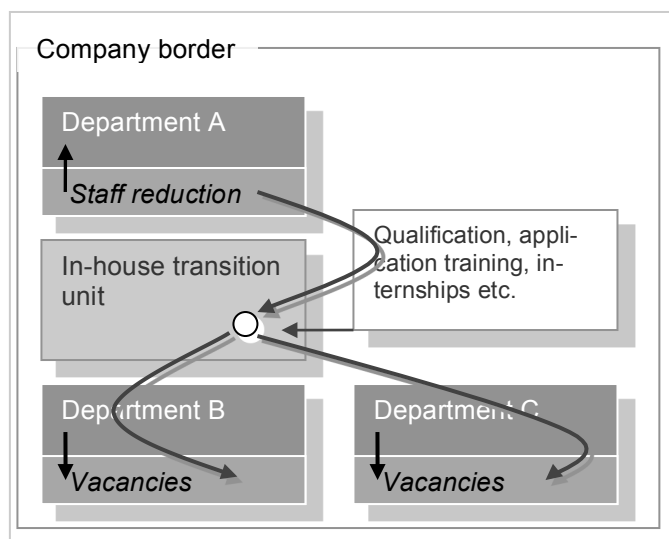 Company border
Department A
Staff reduction
Qualification, appli-
cation training, in-
ternships etc.
In-house transition
unit
Department B
Vacancies
Department C
Vacancies